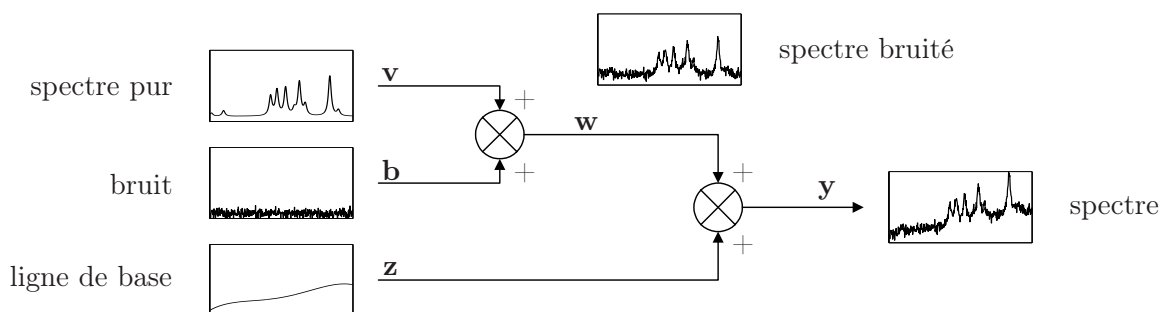 spectre bruité
spectre pur
v
+
w
bruit
b
+
+
y
spectre
+
ligne de base
z